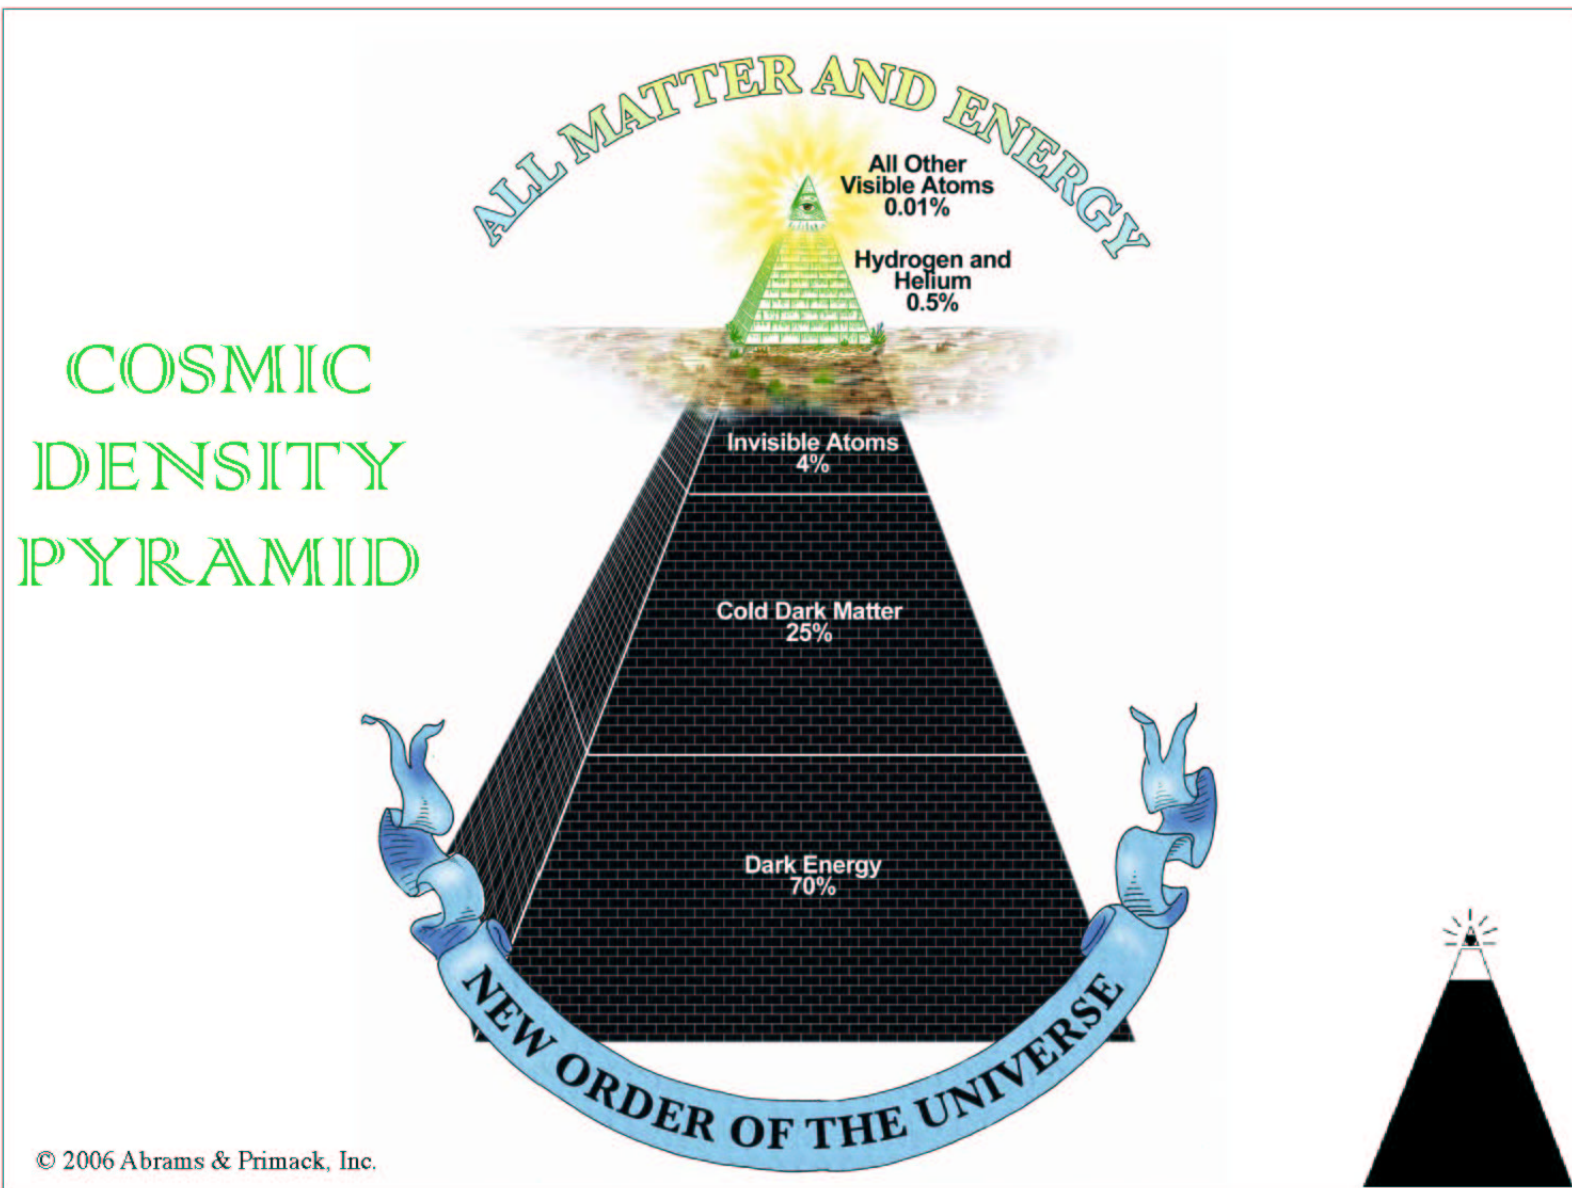 ALL MATTER AND ENERGY
All Other
Visible Atoms
0.01%
Hydrogen and
Helium
0.5%
COSMIC
DENSITY
PYRAMID
Invisible Atoms
4%
Cold Dark Matter
25%
Dark Energy
70%
NEW ORDER OF THE UNIVERSE
© 2006 Abrams & Primack, Inc.